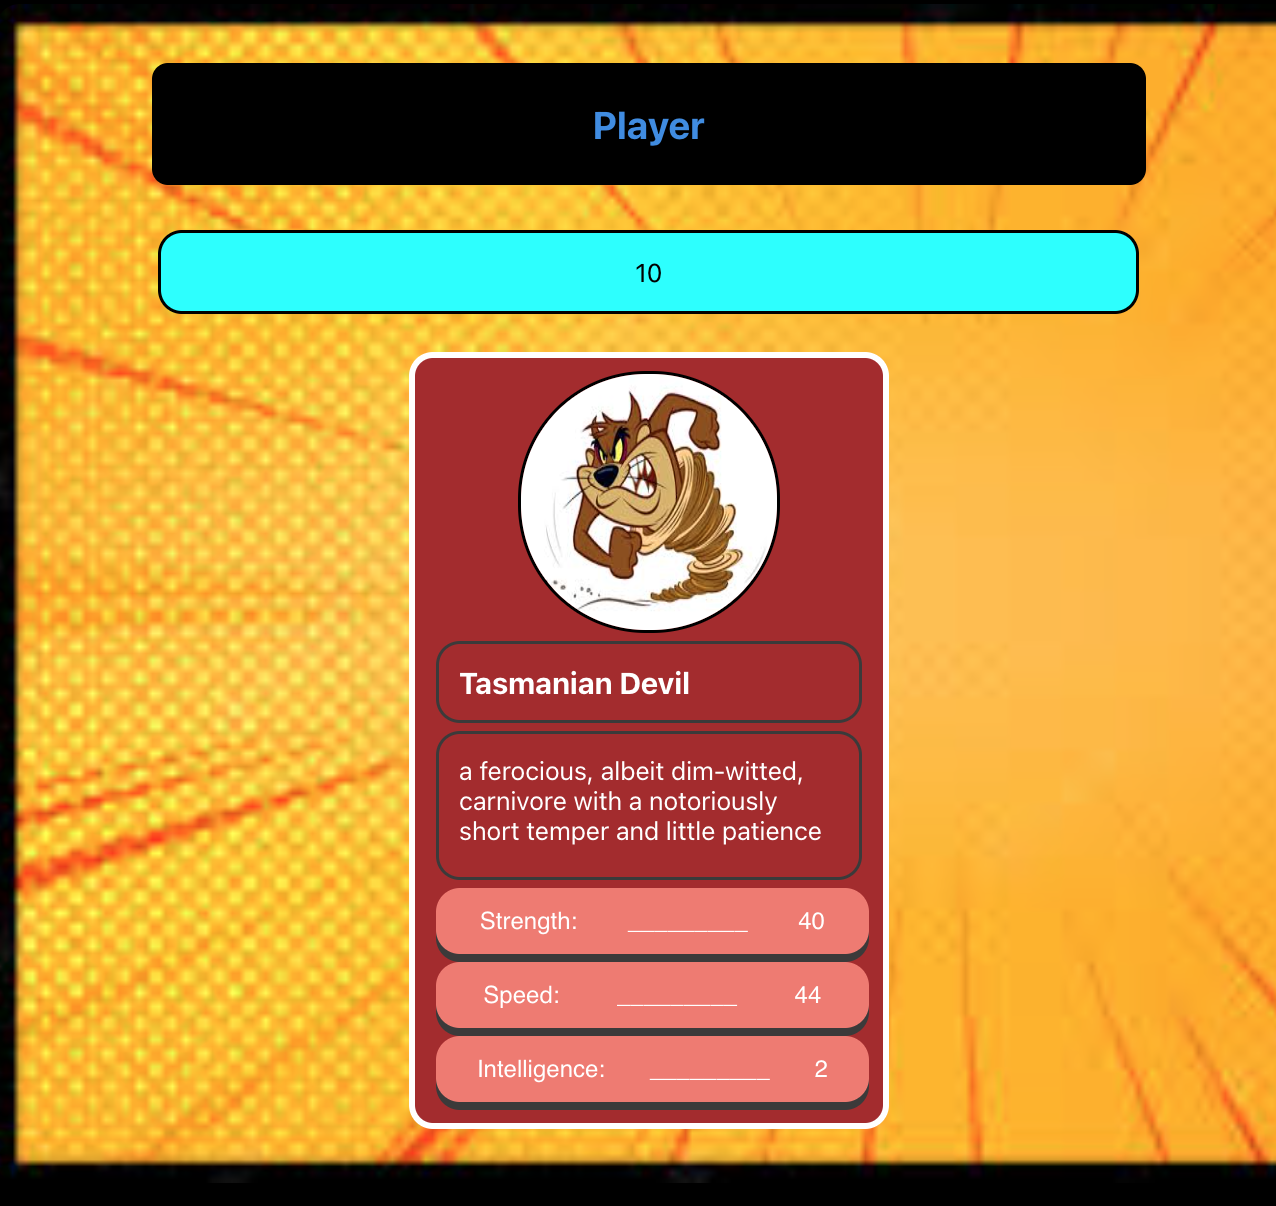 Player
10
Tasmanian Devil
a ferocious, albeit dim-witted,
carnivore with a notoriously
short temper and little patience
Strength: __________ 40
Speed: __________ 44
Intelligence: __________ 2